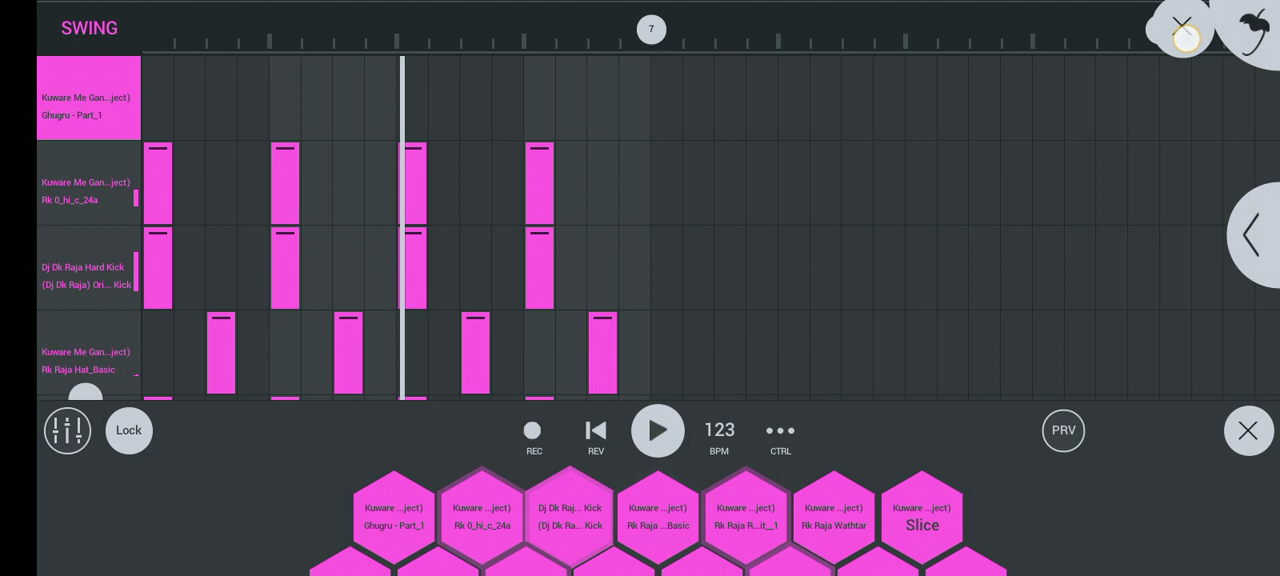 SWING
7
Kuware Me Gan...ject)
Ghugru - Part_1
Kuware Me Gan...ject)
Rk 0_hi_c_24a
Dj Dk Raja Hard Kick
(Dj Dk Raja) Ori... Kick
Kuware Me Gan...ject)
Rk Raja Hat_Basic
Lock
REC
REV
123
BPM
CTRL
PRV
Kuware ...ject)
Ghugru - Part_1
Kuware ...ject)
Rk 0_hi_c_24a
Dj Dk Raj... Kick
(Dj Dk Ra... Kick
Kuware ...ject)
Rk Raja ...Basic
Kuware ...ject)
Rk Raja R...it__1
Kuware ...ject)
Rk Raja Wathtar
Kuware ...ject)
Slice